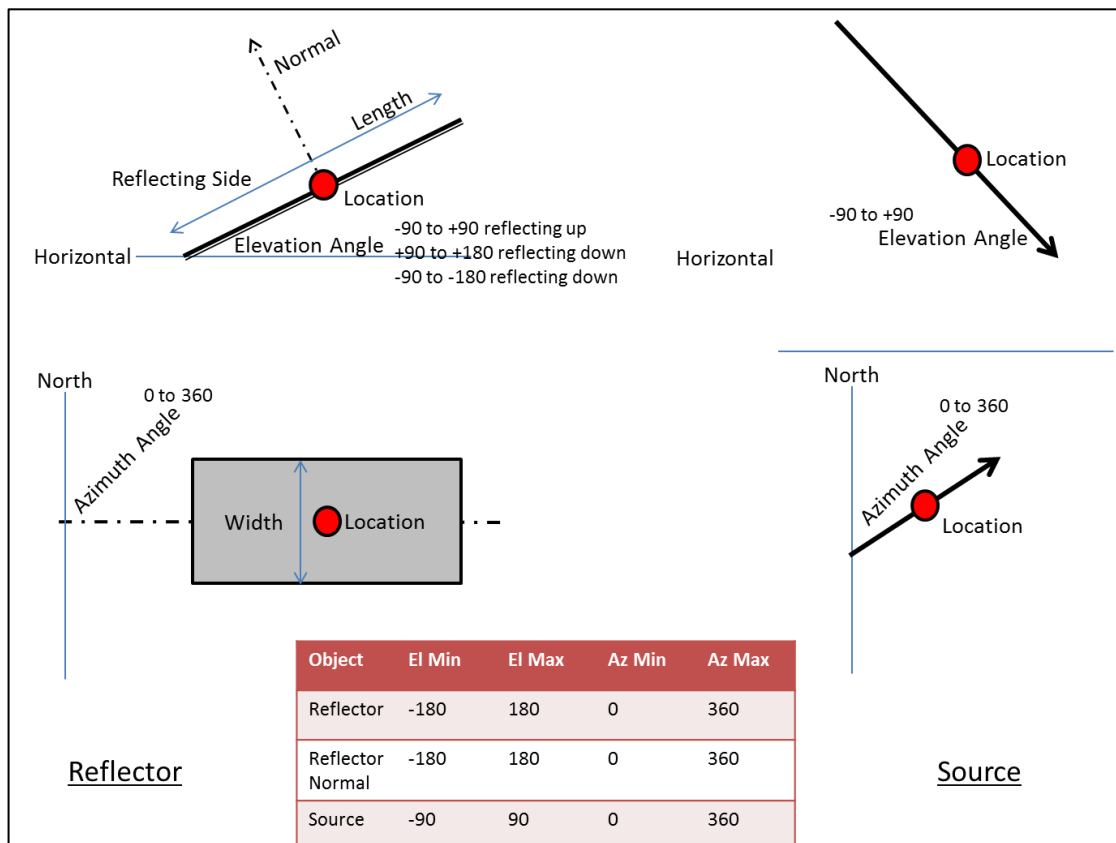 Normal
Length
Reflecting Side
Location
Elevation Angle
-90 to +90 reflecting up
+90 to +180 reflecting down
-90 to -180 reflecting down
Horizontal
Location
-90 to +90
Elevation Angle
Horizontal
North
0 to 360
Azimuth Angle
Width
Location
North
0 to 360
Azimuth Angle
Location
Object El Min El Max Az Min Az Max
Reflector -180 180 0 360
Reflector
Normal -180 180 0 360
Source -90 90 0 360
Reflector
Source